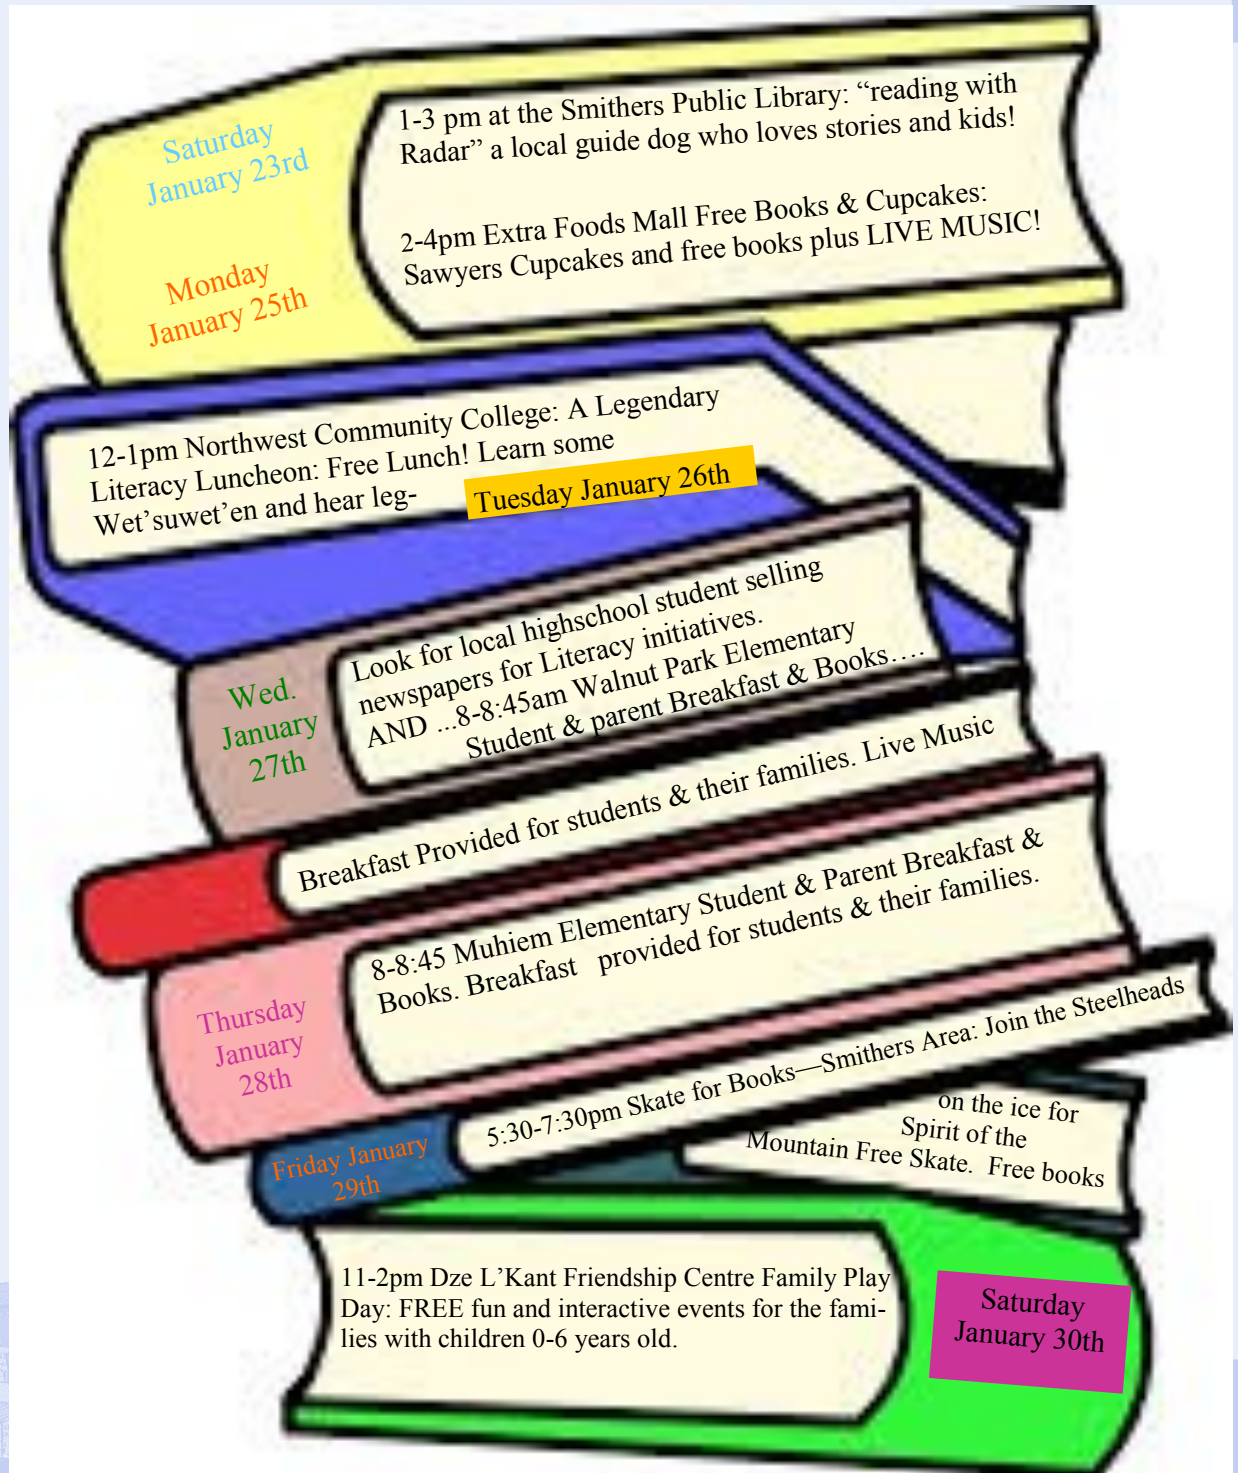 Saturday
January 23rd
1-3 pm at the Smithers Public Library: “reading with
Radar” a local guide dog who loves stories and kids!
Monday
January 25th
2-4pm Extra Foods Mall Free Books & Cupcakes:
Sawyers Cupcakes and free books plus LIVE MUSIC!
12-1pm Northwest Community College: A Legendary
Literacy Luncheon: Free Lunch! Learn some
Wet’suwet’en and hear leg-
Tuesday January 26th
Wed.
January
27th
Look for local highschool student selling
newspapers for Literacy initiatives.
AND ...8-8:45am Walnut Park Elementary
Student & parent Breakfast & Books….
Breakfast Provided for students & their families. Live Music
Thursday
January
28th
8-8:45 Muhiem Elementary Student & Parent Breakfast &
Books. Breakfast provided for students & their families.
Friday January
29th
5:30-7:30pm Skate for Books—Smithers Area: Join the Steelheads
on the ice for
Spirit of the
Mountain Free Skate. Free books
11-2pm Dze L’Kant Friendship Centre Family Play
Day: FREE fun and interactive events for the fami-
lies with children 0-6 years old.
Saturday
January 30th